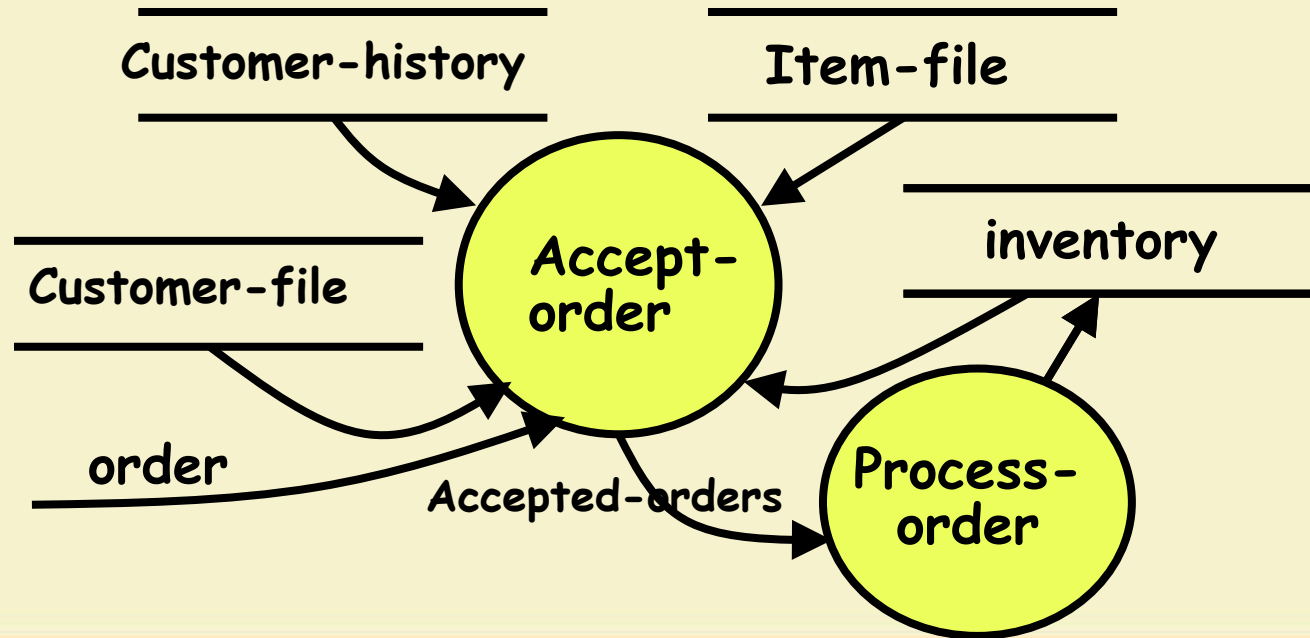 Customer-history
Item-file
inventory
Customer-file
Accept-
order
order
Accepted-orders
Process-
order